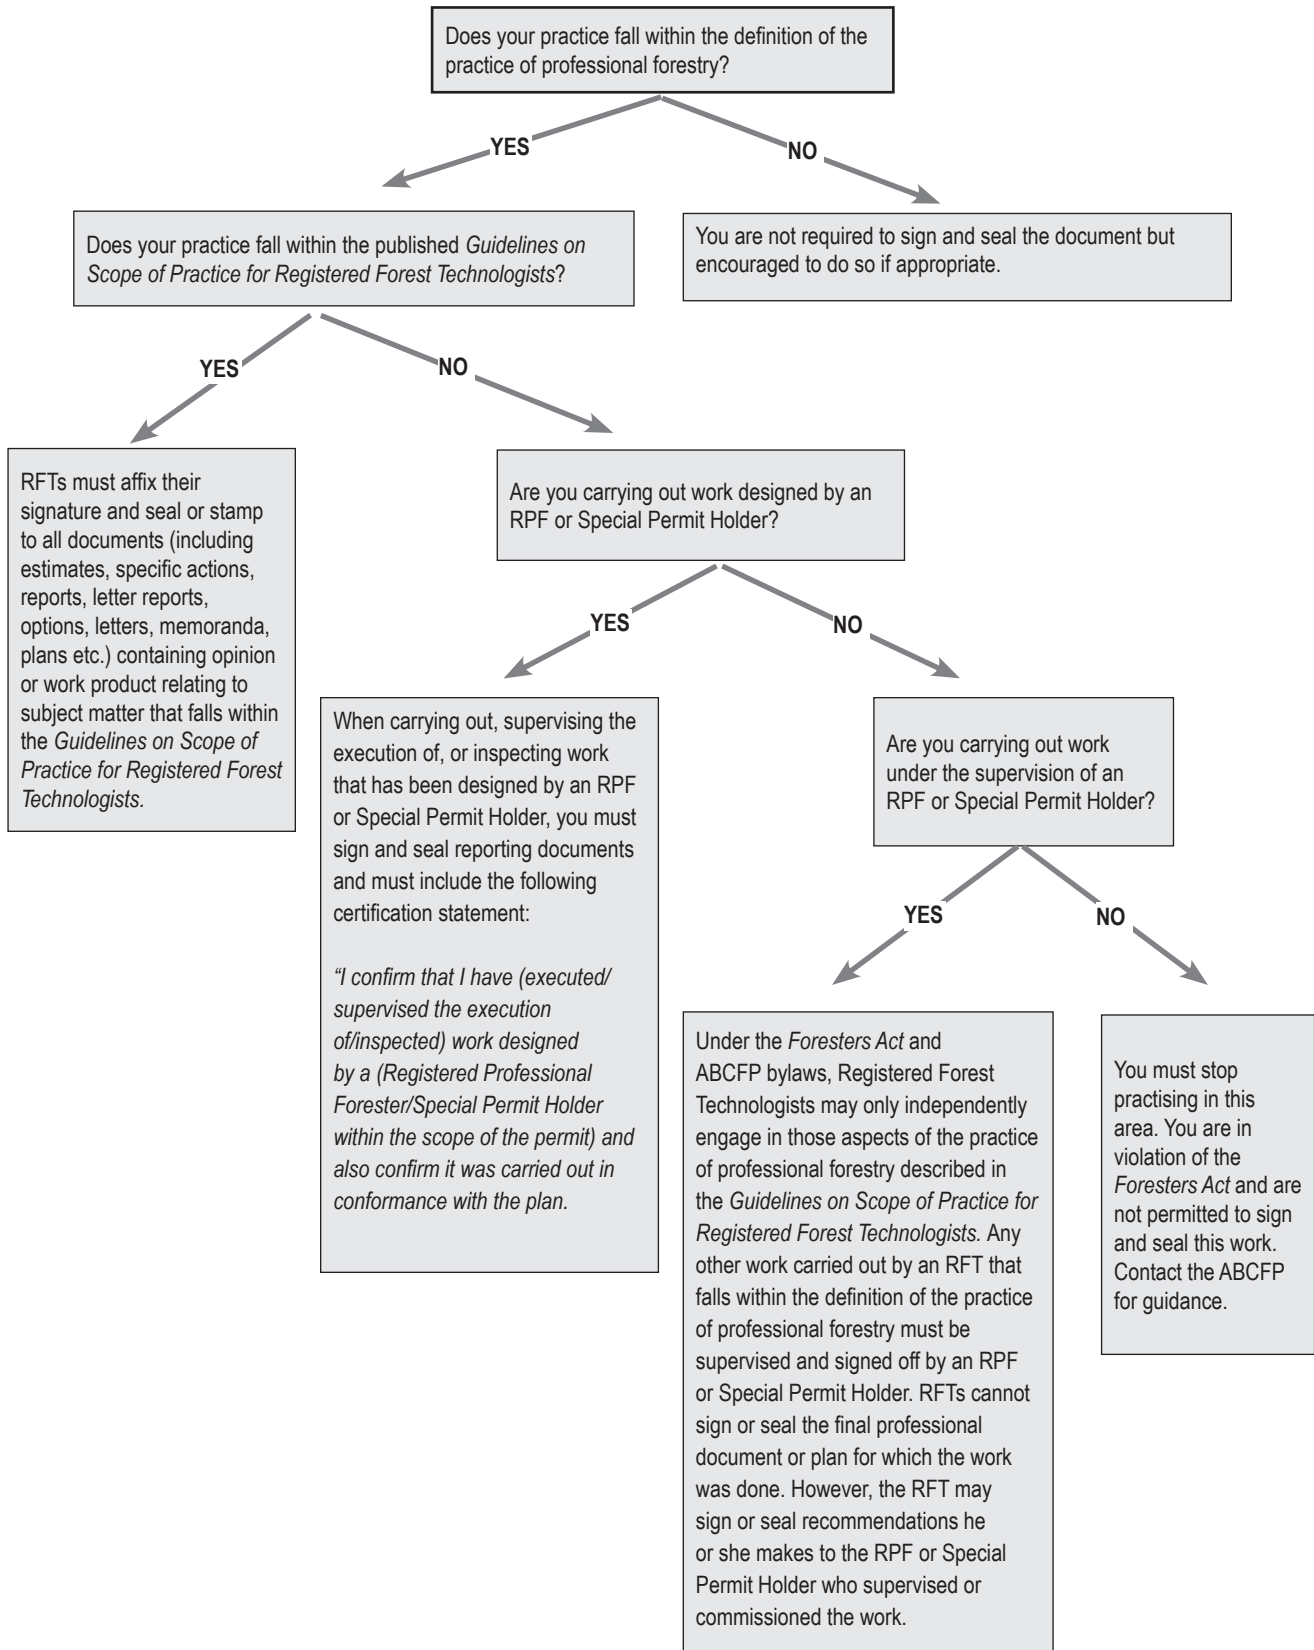 Does your practice fall within the definition of the
practice of professional forestry?
YES
NO
Does your practice fall within the published Guidelines on
Scope of Practice for Registered Forest Technologists?
You are not required to sign and seal the document but
encouraged to do so if appropriate.
YES
NO
RFTs must affix their
signature and seal or stamp
to all documents (including
estimates, specific actions,
reports, letter reports,
options, letters, memoranda,
plans etc.) containing opinion
or work product relating to
subject matter that falls within
the Guidelines on Scope of
Practice for Registered Forest
Technologists.
Are you carrying out work designed by an
RPF or Special Permit Holder?
YES
NO
When carrying out, supervising the
execution of, or inspecting work
that has been designed by an RPF
or Special Permit Holder, you must
sign and seal reporting documents
and must include the following
certification statement:
“I confirm that I have (executed/
supervised the execution
of/inspected) work designed
by a (Registered Professional
Forester/Special Permit Holder
within the scope of the permit) and
also confirm it was carried out in
conformance with the plan.
Are you carrying out work
under the supervision of an
RPF or Special Permit Holder?
YES
NO
Under the Foresters Act and
ABCFP bylaws, Registered Forest
Technologists may only independently
engage in those aspects of the practice
of professional forestry described in
the Guidelines on Scope of Practice for
Registered Forest Technologists. Any
other work carried out by an RFT that
falls within the definition of the practice
of professional forestry must be
supervised and signed off by an RPF
or Special Permit Holder. RFTs cannot
sign or seal the final professional
document or plan for which the work
was done. However, the RFT may
sign or seal recommendations he
or she makes to the RPF or Special
Permit Holder who supervised or
commissioned the work.
You must stop
practising in this
area. You are in
violation of the
Foresters Act and are
not permitted to sign
and seal this work.
Contact the ABCFP
for guidance.